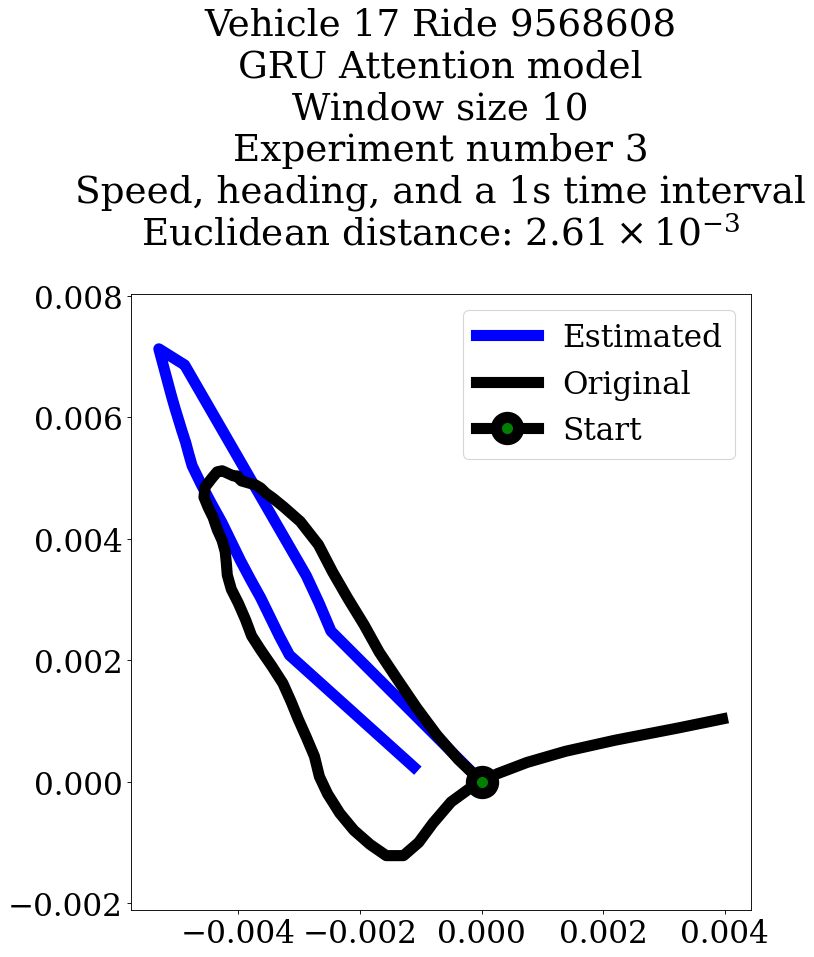 Vehicle 17 Ride 9568608
GRU Attention model
Window size 10
Experiment number 3
Speed, heading, and a 1s time interval
Euclidean distance: 2.61 × 10⁻³
0.008
Estimated
Original
Start
0.006
0.004
0.002
0.000
−0.002
−0.004 −0.002 0.000 0.002 0.004